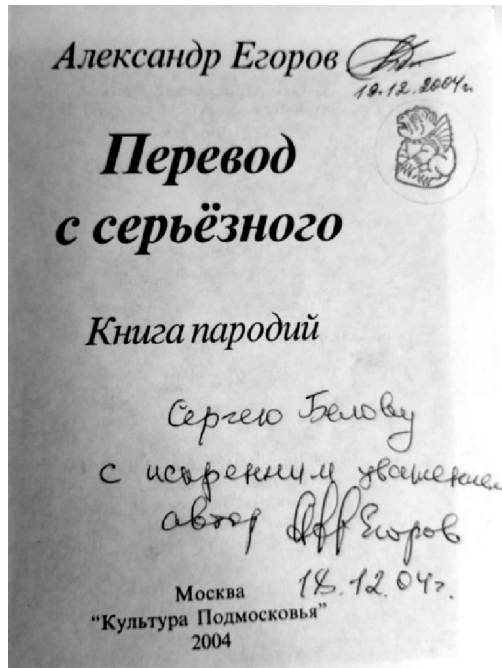 Александр Егоров
18.12.2004г.
Перевод
с серьёзного
Книга пародий
Сергею Белову
с искренним уважением
автор Егоров
18.12.04г.
Москва
"Культура Подмосковья"
2004